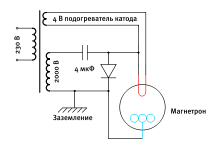 4 В подогреватель катода
230 В
2000 В
4 мкФ
Заземление
Магнетрон